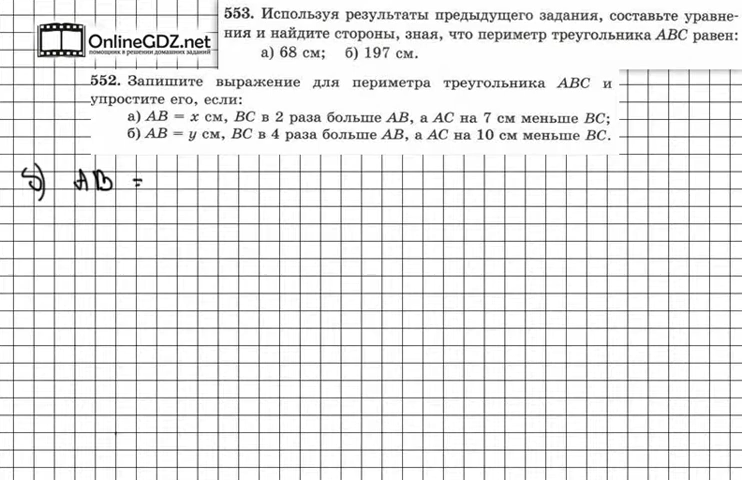 553. Используя результаты предыдущего задания, составьте уравне-
ния и найдите стороны, зная, что периметр треугольника ABC равен:
а) 68 см; б) 197 см.
OnlineGDZ.net
помощник в решении домашних заданий
552. Запишите выражение для периметра треугольника ABC и
упростите его, если:
а) AB = x см, BC в 2 раза больше AB, а AC на 7 см меньше BC;
б) AB = y см, BC в 4 раза больше AB, а AC на 10 см меньше BC.
б) AB =